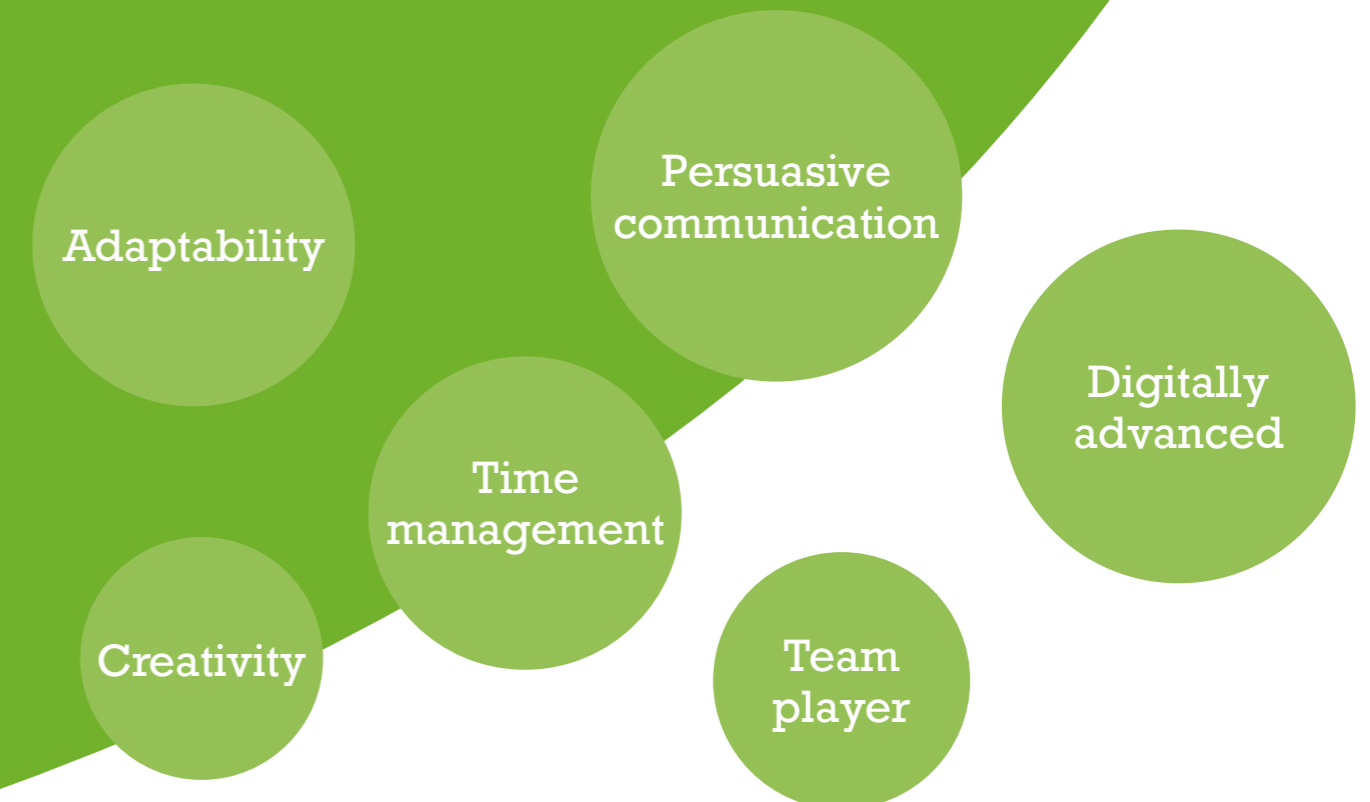 Persuasive
communication
Adaptability
Digitally
advanced
Time
management
Creativity
Team
player